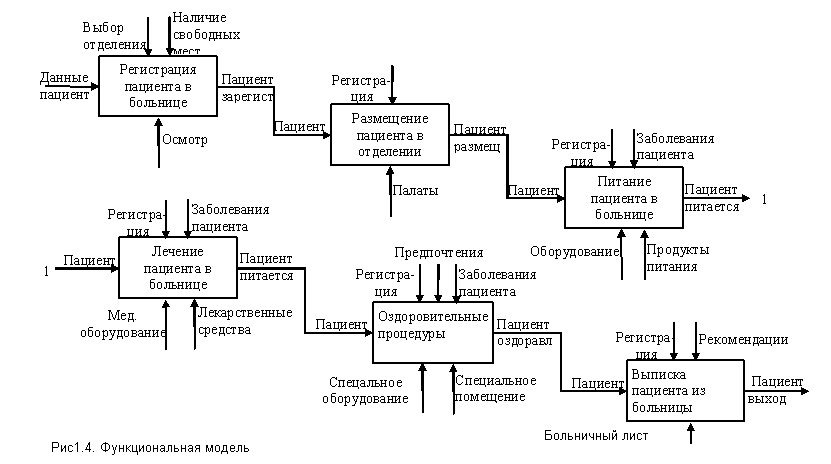 Выбор
отделения
Наличие
свободных
мест
Данные
пациент
Регистрация
пациента в
больнице
Пациент
зарегист
Осмотр
Регистра-
ция
Пациент
Размещение
пациента в
отделении
Пациент
размещ
Палаты
Регистра-
ция
Заболевания
пациента
Пациент
Питание
пациента в
больнице
Пациент
питается
1
Оборудование
Продукты
питания
Регистра-
ция
Заболевания
пациента
1
Пациент
Лечение
пациента в
больнице
Пациент
питается
Мед.
оборудование
Лекарственные
средства
Предпочтения
Регистра-
ция
Заболевания
пациента
Пациент
Оздоровительные
процедуры
Пациент
оздоравл
Спецальное
оборудование
Специальное
помещение
Регистра-
ция
Рекомендации
Пациент
Выписка
пациента из
больницы
Пациент
выход
Больничный лист
Рис1.4. Функциональная модель